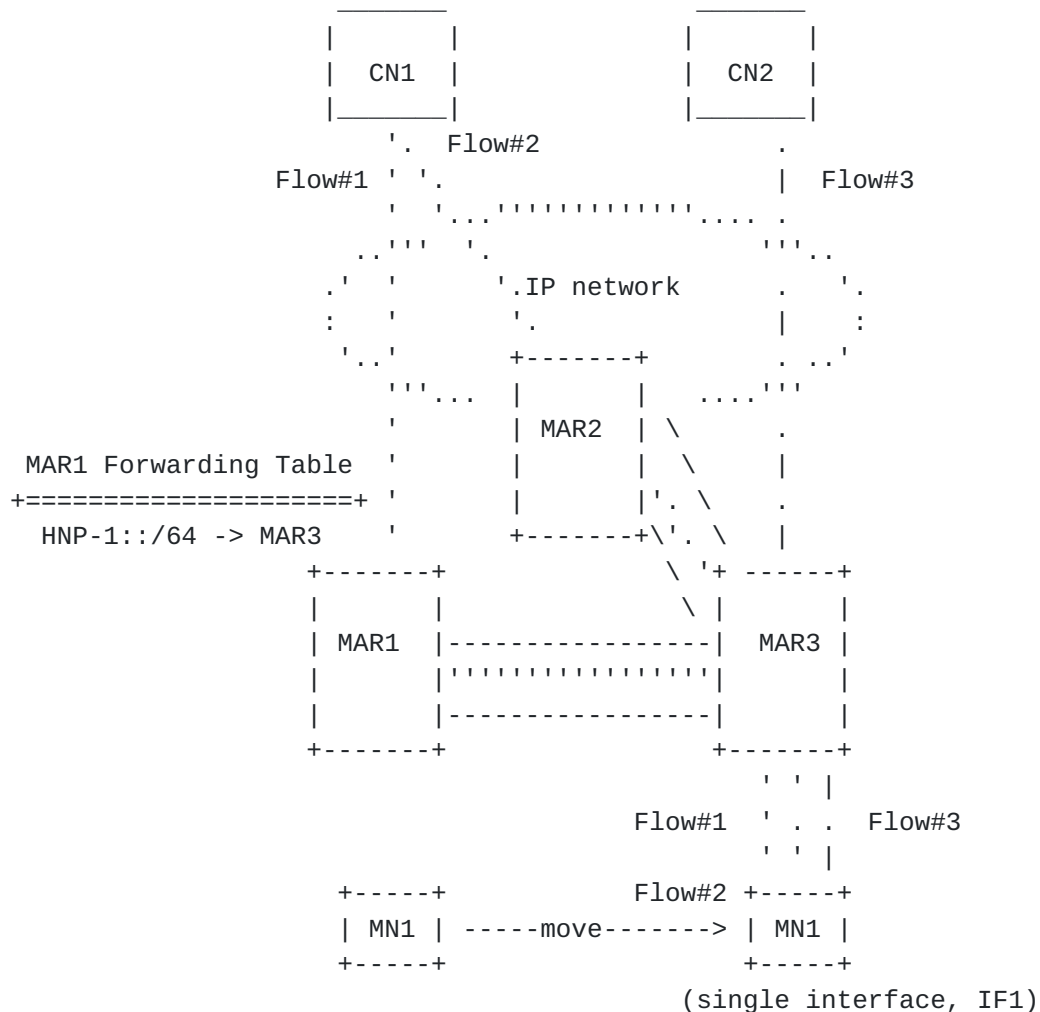 CN1 CN2
Flow#2
Flow#1 Flow#3
IP network
MAR2
MAR1 Forwarding Table
HNP-1::/64 -> MAR3
MAR1 MAR3
Flow#1 Flow#3
Flow#2
MN1 -----move-------> MN1
(single interface, IF1)